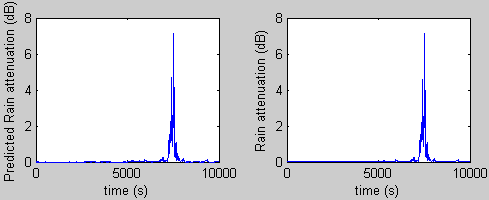 Predicted Rain attenuation (dB)
8
6
4
2
0
0 5000 10000
time (s)
Rain attenuation (dB)
8
6
4
2
0
0 5000 10000
time (s)